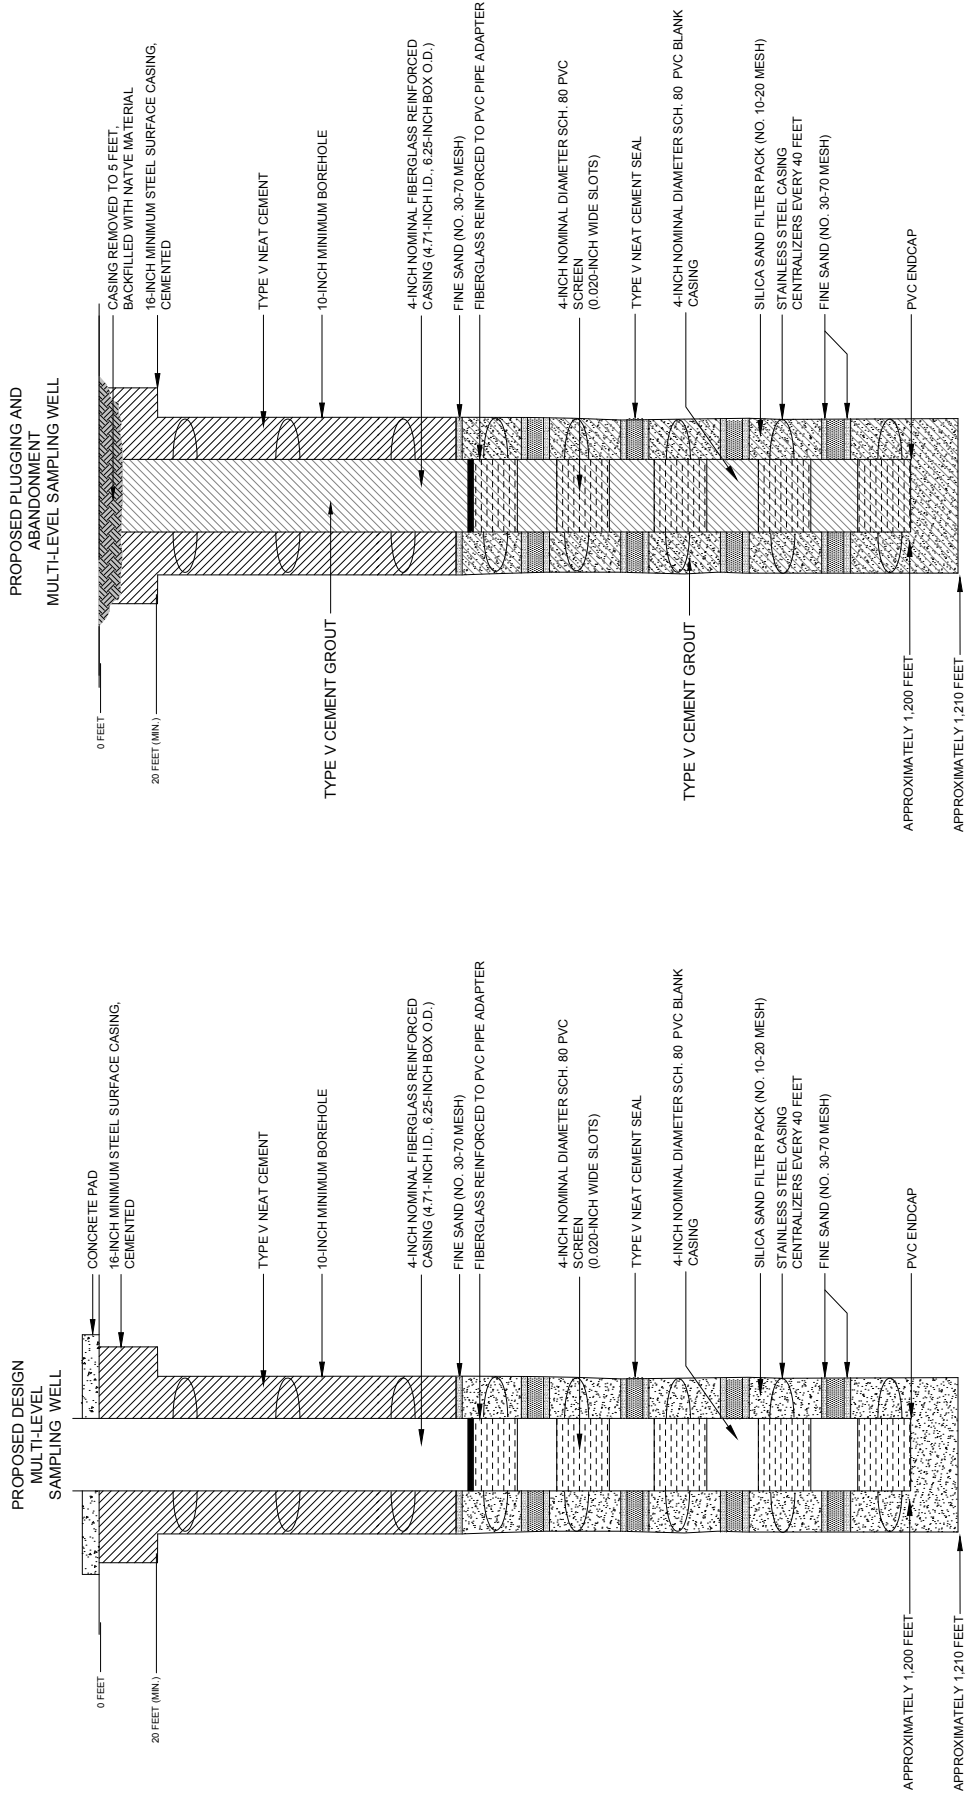 PROPOSED DESIGN
MULTI-LEVEL
SAMPLING WELL
0 FEET
20 FEET (MIN.)
CONCRETE PAD
16-INCH MINIMUM STEEL SURFACE CASING,
CEMENTED
TYPE V NEAT CEMENT
10-INCH MINIMUM BOREHOLE
4-INCH NOMINAL FIBERGLASS REINFORCED
CASING (4.71-INCH I.D., 6.25-INCH BOX O.D.)
FINE SAND (NO. 30-70 MESH)
FIBERGLASS REINFORCED TO PVC PIPE ADAPTER
4-INCH NOMINAL DIAMETER SCH. 80 PVC
SCREEN
(0.020-INCH WIDE SLOTS)
TYPE V NEAT CEMENT SEAL
4-INCH NOMINAL DIAMETER SCH. 80 PVC BLANK
CASING
SILICA SAND FILTER PACK (NO. 10-20 MESH)
STAINLESS STEEL CASING
CENTRALIZERS EVERY 40 FEET
FINE SAND (NO. 30-70 MESH)
PVC ENDCAP
APPROXIMATELY 1,200 FEET
APPROXIMATELY 1,210 FEET
PROPOSED PLUGGING AND
ABANDONMENT
MULTI-LEVEL SAMPLING WELL
0 FEET
20 FEET (MIN.)
CASING REMOVED TO 5 FEET,
BACKFILLED WITH NATVE MATERIAL
16-INCH MINIMUM STEEL SURFACE CASING,
CEMENTED
TYPE V NEAT CEMENT
10-INCH MINIMUM BOREHOLE
TYPE V CEMENT GROUT
4-INCH NOMINAL FIBERGLASS REINFORCED
CASING (4.71-INCH I.D., 6.25-INCH BOX O.D.)
FINE SAND (NO. 30-70 MESH)
FIBERGLASS REINFORCED TO PVC PIPE ADAPTER
4-INCH NOMINAL DIAMETER SCH. 80 PVC
SCREEN
(0.020-INCH WIDE SLOTS)
TYPE V NEAT CEMENT SEAL
4-INCH NOMINAL DIAMETER SCH. 80 PVC BLANK
CASING
TYPE V CEMENT GROUT
SILICA SAND FILTER PACK (NO. 10-20 MESH)
STAINLESS STEEL CASING
CENTRALIZERS EVERY 40 FEET
FINE SAND (NO. 30-70 MESH)
PVC ENDCAP
APPROXIMATELY 1,200 FEET
APPROXIMATELY 1,210 FEET